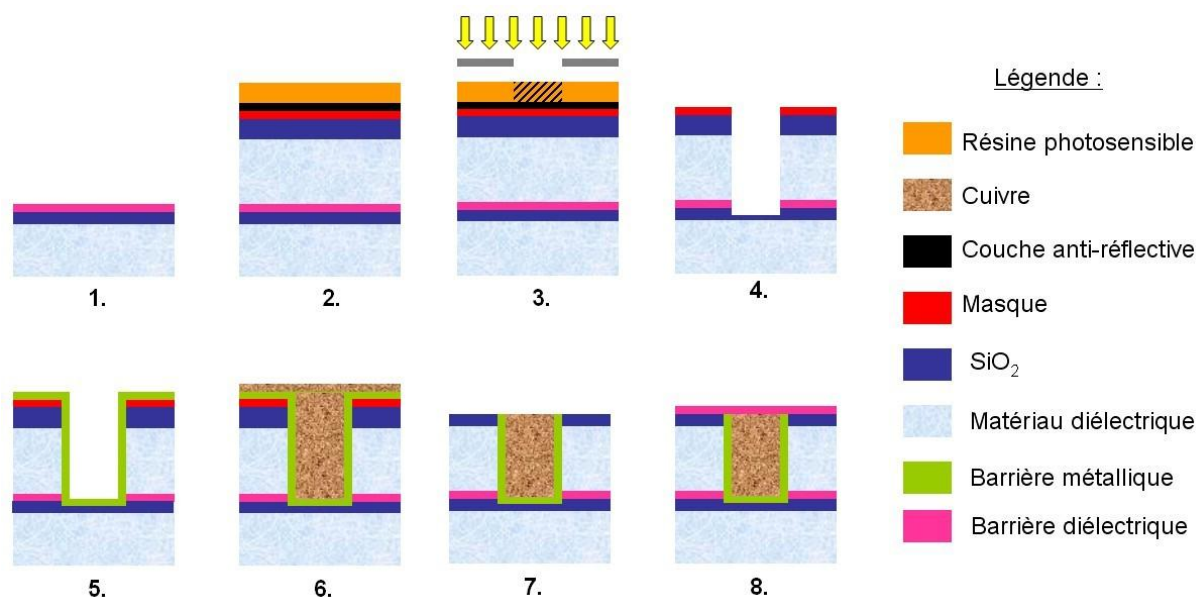 Légende :
Résine photosensible
Cuivre
Couche anti-réflective
Masque
SiO2
Matériau diélectrique
Barrière métallique
Barrière diélectrique
1.
2.
3.
4.
5.
6.
7.
8.